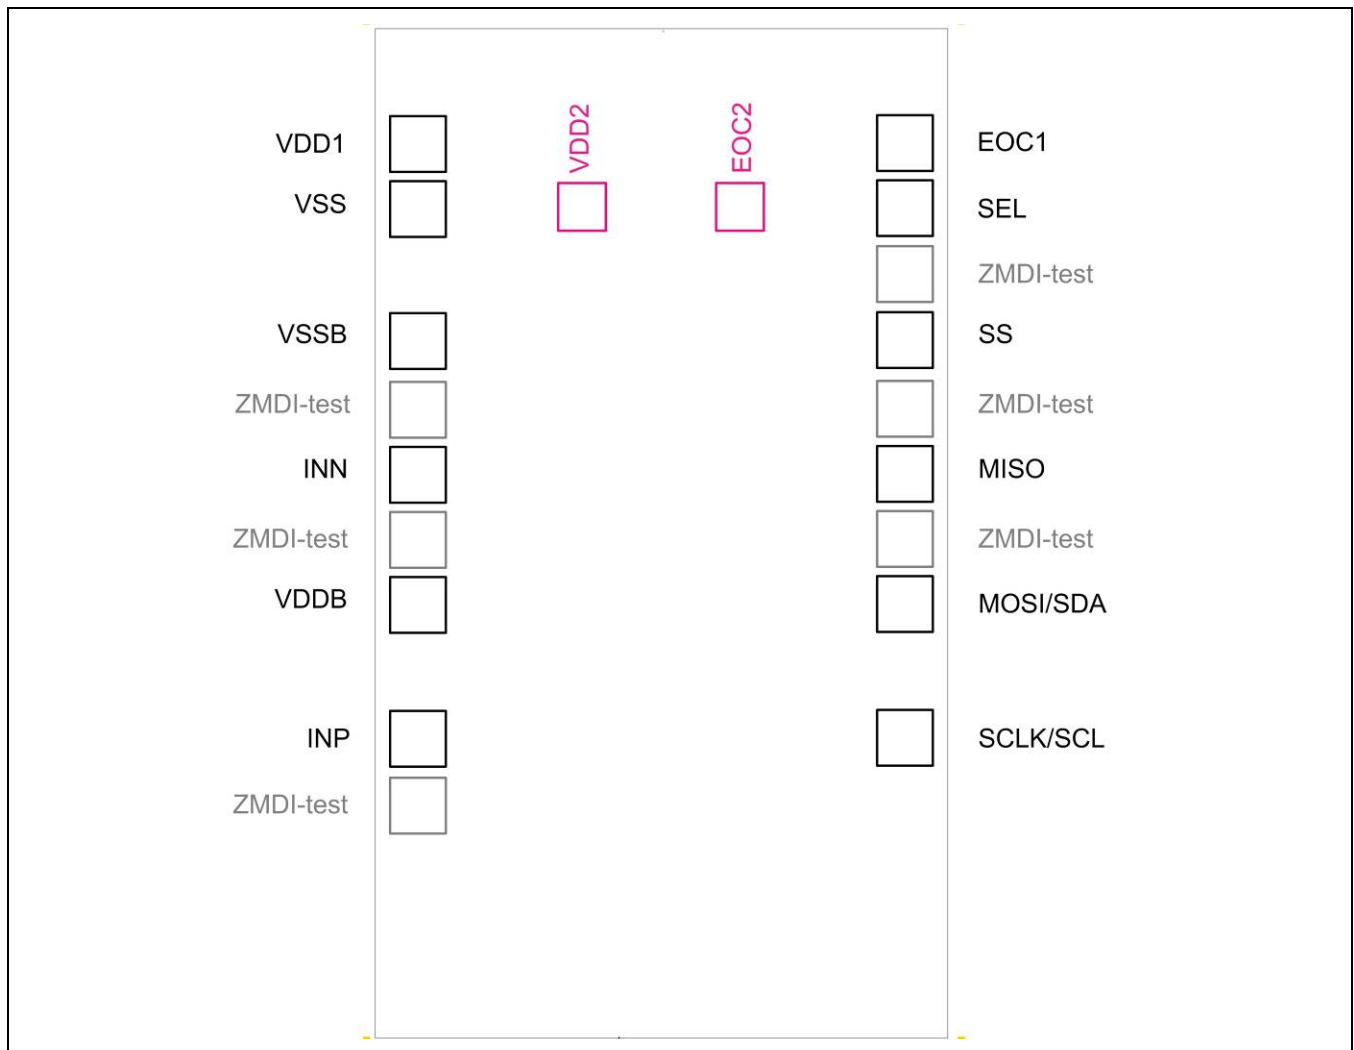 VDD1
VSS
VSSB
ZMDI-test
INN
ZMDI-test
VDDB
INP
ZMDI-test
VDD2
EOC2
EOC1
SEL
ZMDI-test
SS
ZMDI-test
MISO
ZMDI-test
MOSI/SDA
SCLK/SCL